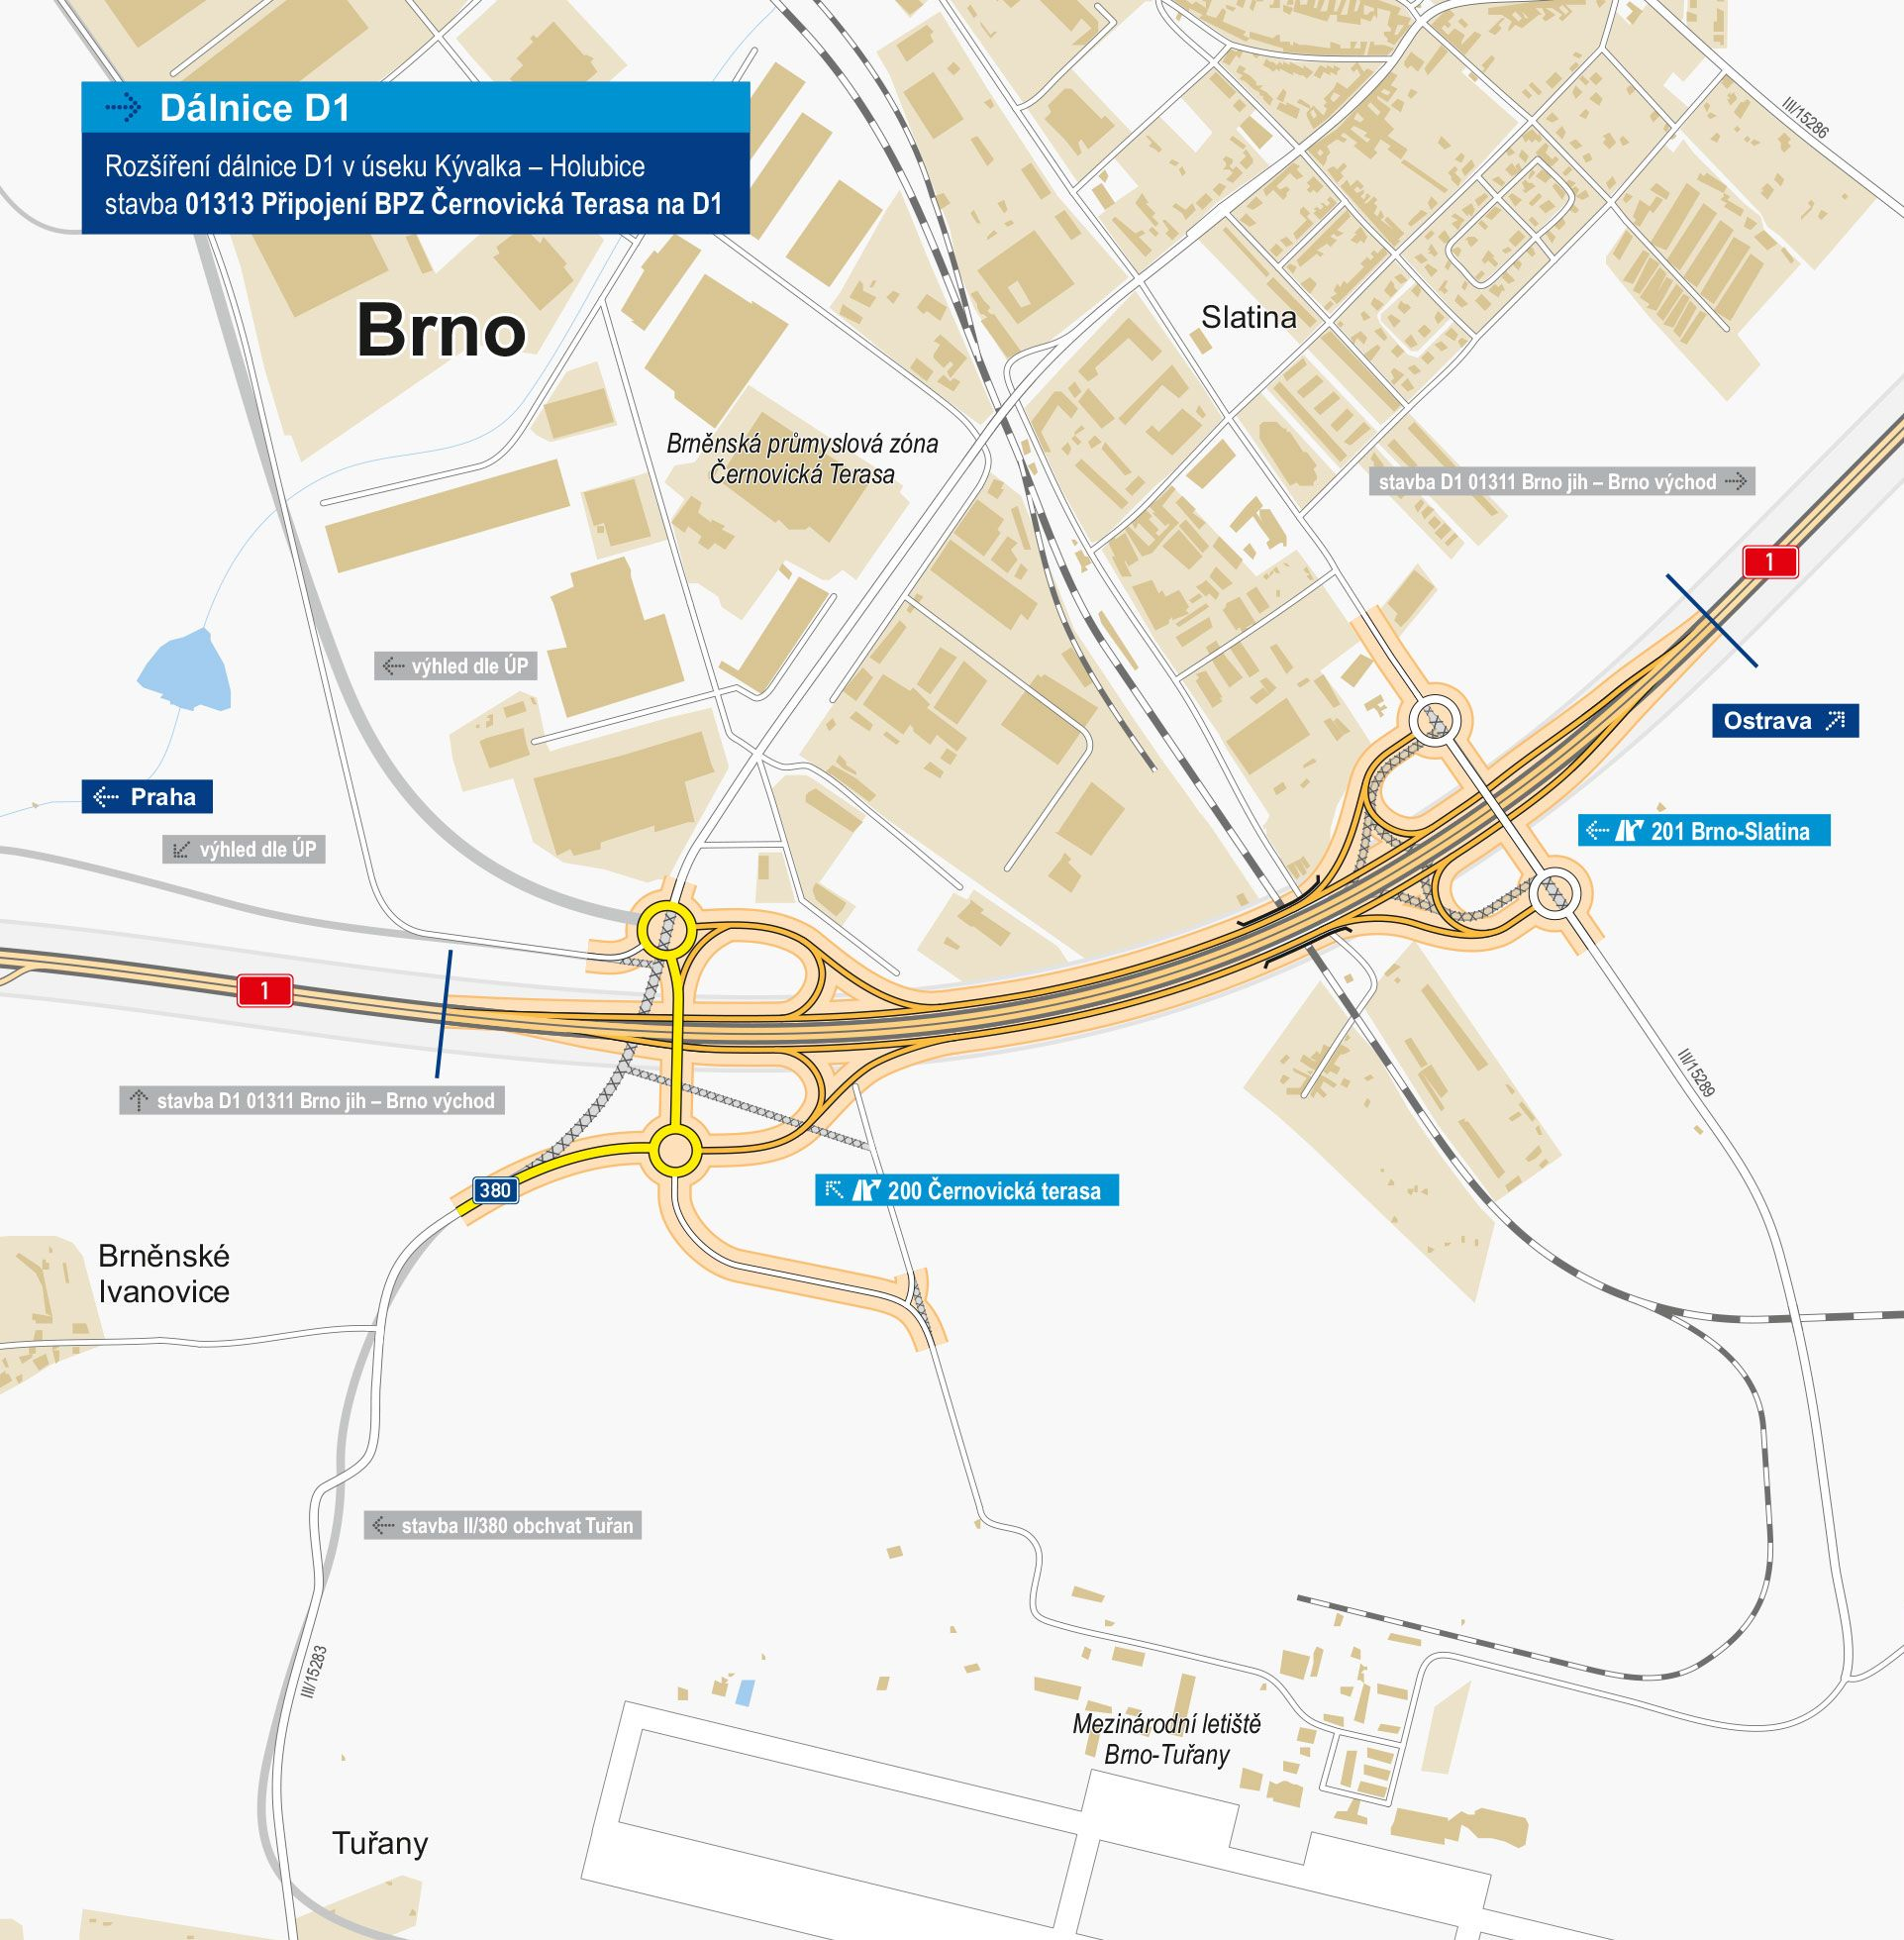 Dálnice D1
Rozšíření dálnice D1 v úseku Kývalka – Holubice
stavba 01313 Připojení BPZ Černovická Terasa na D1
III/15286
Brno
Slatina
Brněnská průmyslová zóna
Černovická Terasa
stavba D1 01311 Brno jih – Brno východ
1
výhled dle ÚP
Ostrava
Praha
201 Brno-Slatina
výhled dle ÚP
1
III/15289
stavba D1 01311 Brno jih – Brno východ
380
200 Černovická terasa
Brněnské
Ivanovice
stavba II/380 obchvat Tuřan
III/15283
Mezinárodní letiště
Brno-Tuřany
Tuřany